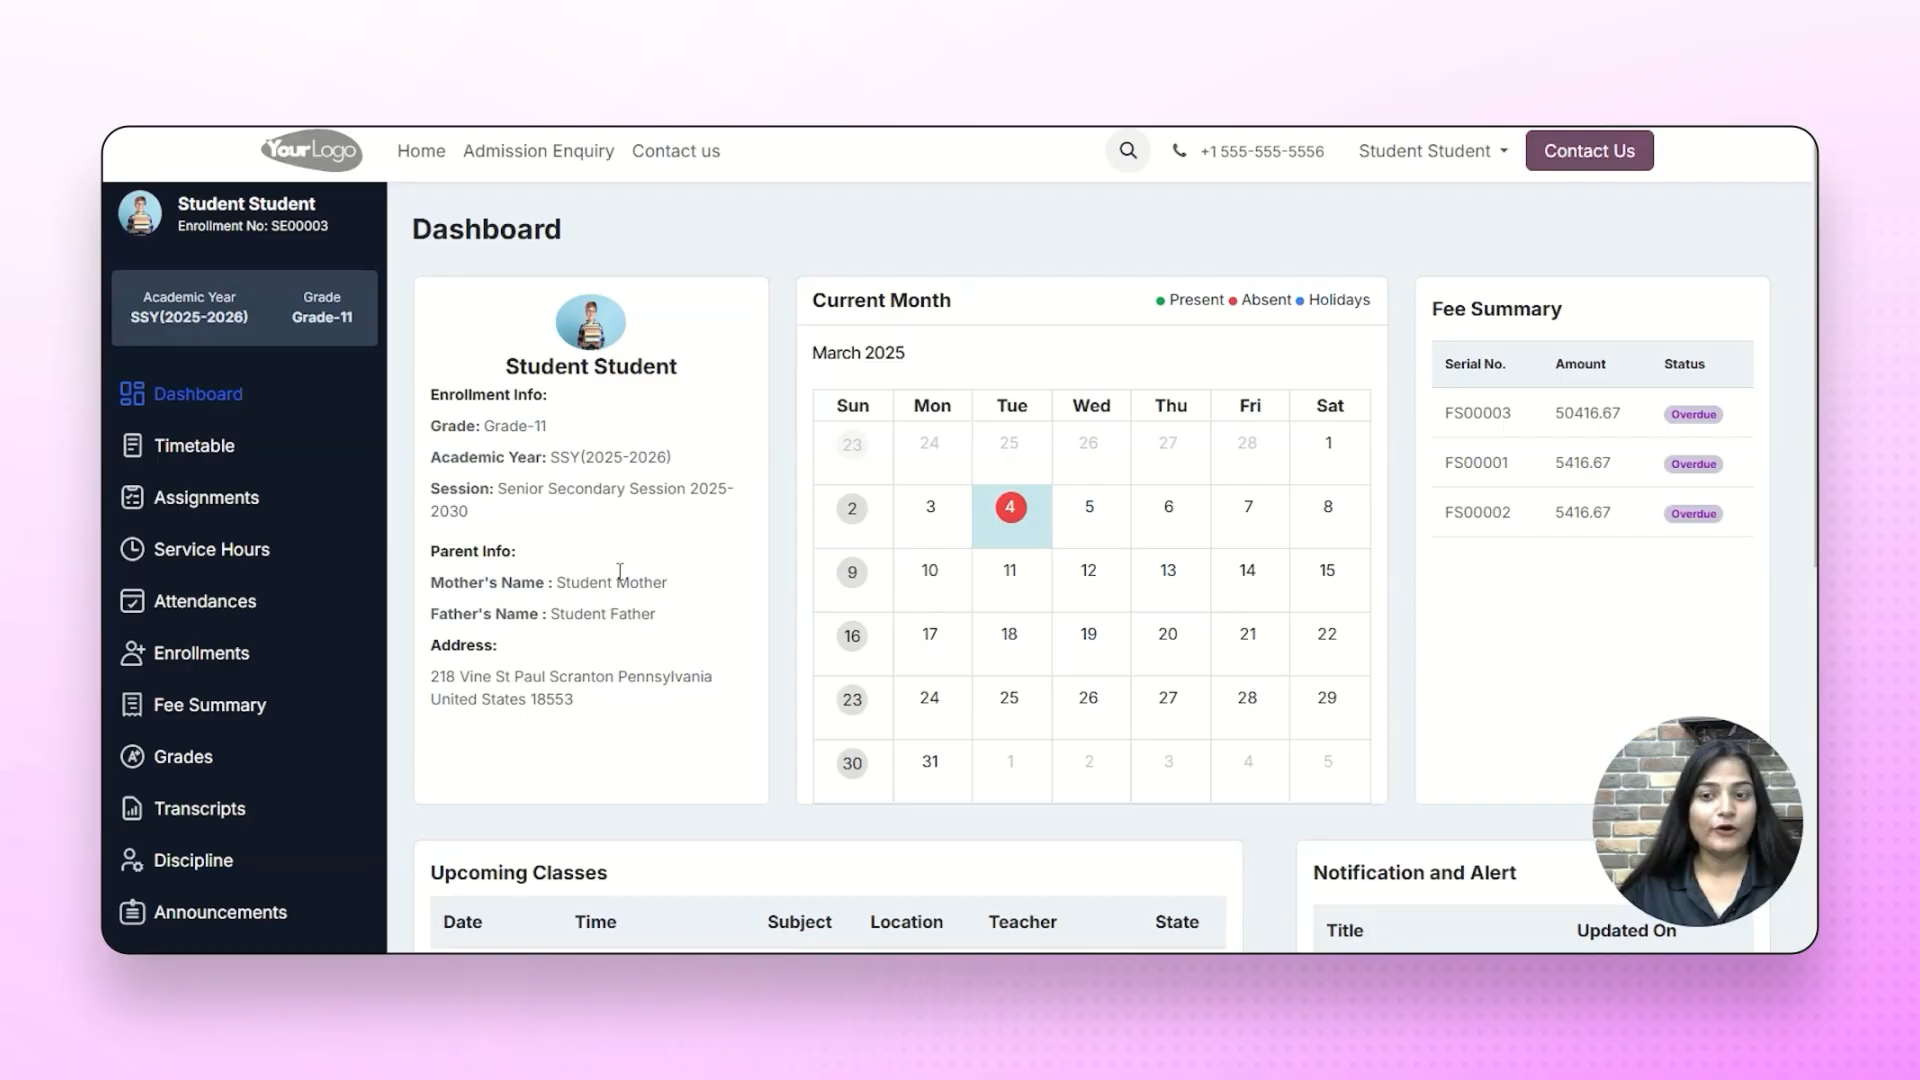 YourLogo
Home Admission Enquiry Contact us
+1 555-555-5556 Student Student Contact Us
Student Student
Enrollment No: SE00003
Academic Year Grade
SSY(2025-2026) Grade-11
Dashboard
Timetable
Assignments
Service Hours
Attendances
Enrollments
Fee Summary
Grades
Transcripts
Discipline
Announcements
Dashboard
Student Student
Enrollment Info:
Grade: Grade-11
Academic Year: SSY(2025-2026)
Session: Senior Secondary Session 2025-
2030
Parent Info:
Mother's Name : Student Mother
Father's Name : Student Father
Address:
218 Vine St Paul Scranton Pennsylvania
United States 18553
Current Month Present Absent Holidays
March 2025
Sun Mon Tue Wed Thu Fri Sat
23 24 25 26 27 28 1
2 3 4 5 6 7 8
9 10 11 12 13 14 15
16 17 18 19 20 21 22
23 24 25 26 27 28 29
30 31 1 2 3 4 5
Fee Summary
Serial No. Amount Status
FS00003 50416.67 Overdue
FS00001 5416.67 Overdue
FS00002 5416.67 Overdue
Upcoming Classes
Date Time Subject Location Teacher State
Notification and Alert
Title Updated On